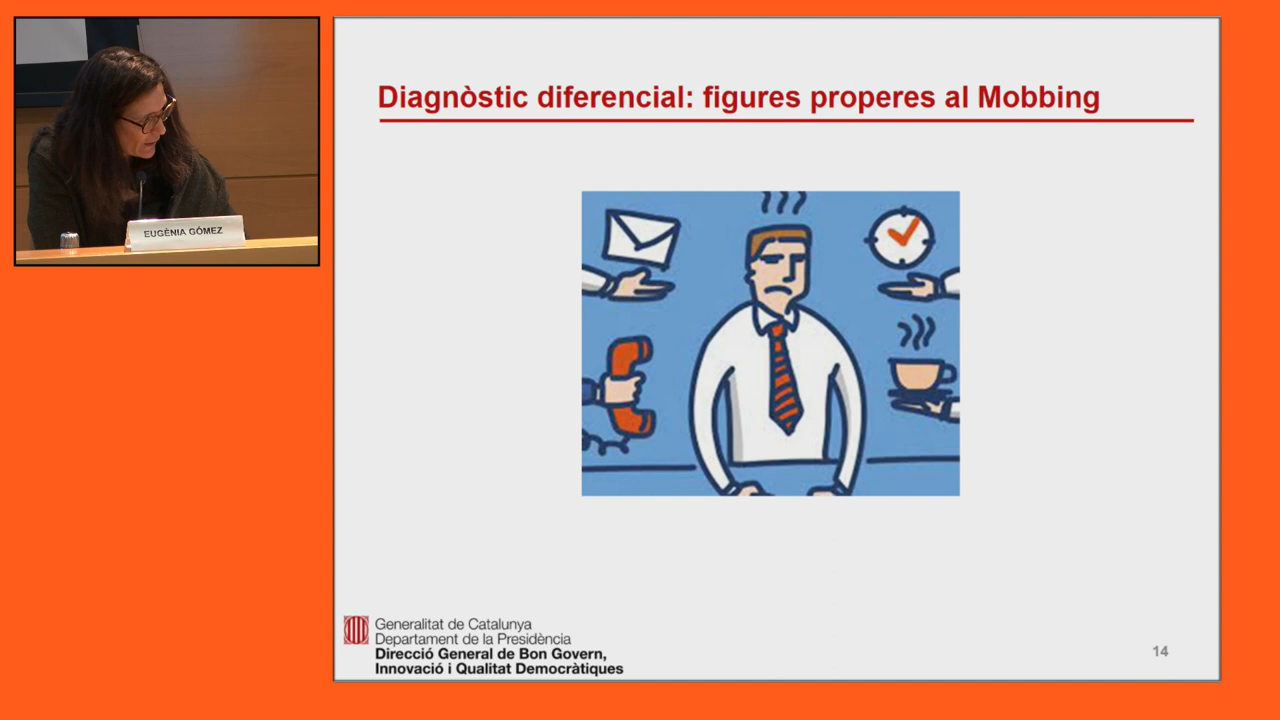 EUGÈNIA GÓMEZ
Diagnòstic diferencial: figures properes al Mobbing
Generalitat de Catalunya
Departament de la Presidència
Direcció General de Bon Govern,
Innovació i Qualitat Democràtiques
14